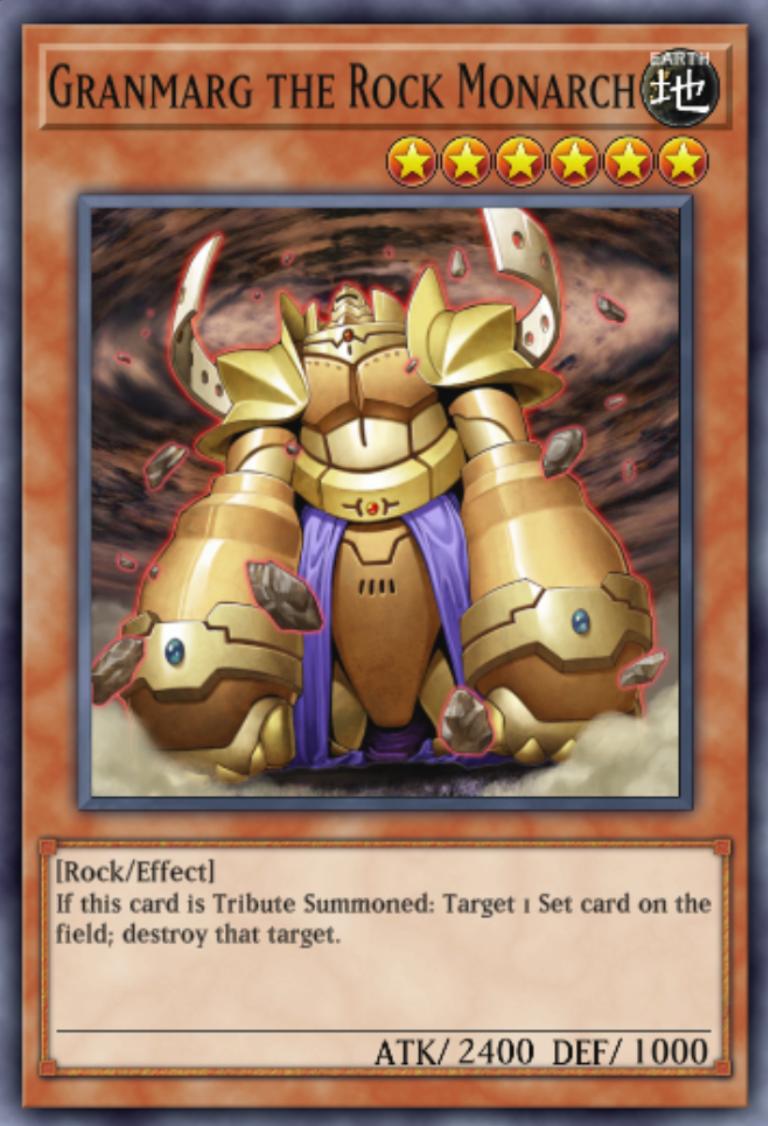 GRANMARG THE ROCK MONARCH
EARTH
地
[Rock/Effect]
If this card is Tribute Summoned: Target 1 Set card on the
field; destroy that target.
ATK/ 2400 DEF/ 1000